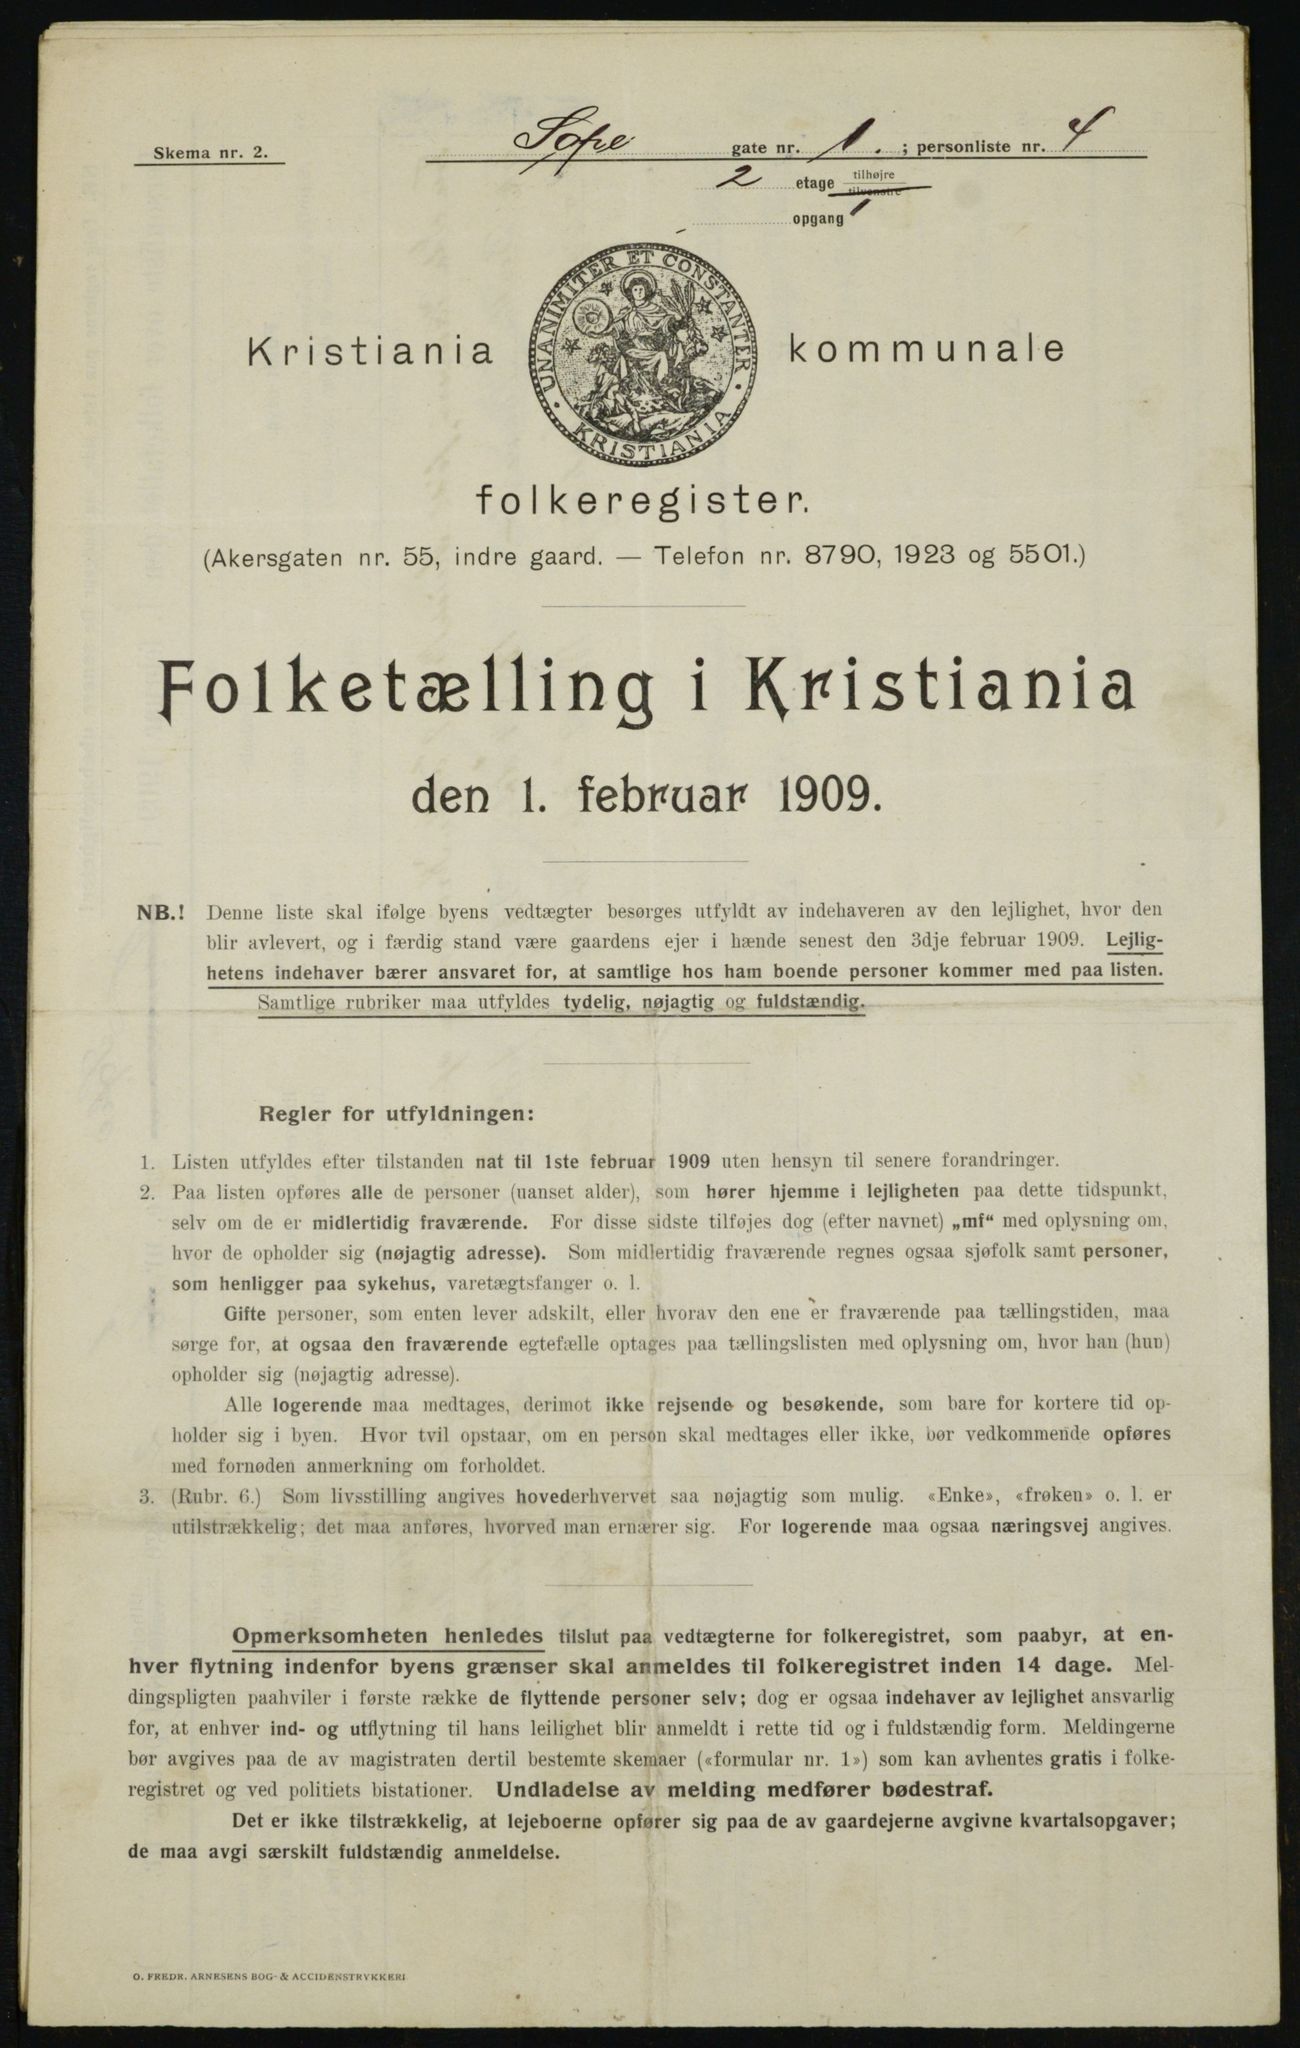 Skema nr. 2.
Sofie gate nr. 1. ; personliste nr. 4
2 etage tilhøjre
tilvenstre
opgang 1
UNANIMITER ET CONSTANTER
KRISTIANIA
Kristiania kommunale
folkeregister.
(Akersgaten nr. 55, indre gaard. — Telefon nr. 8790, 1923 og 5501.)
Folketælling i Kristiania
den 1. februar 1909.
NB.! Denne liste skal ifølge byens vedtægter besørges utfyldt av indehaveren av den lejlighet, hvor den
blir avlevert, og i færdig stand være gaardens ejer i hænde senest den 3dje februar 1909. Lejlig-
hetens indehaver bærer ansvaret for, at samtlige hos ham boende personer kommer med paa listen.
Samtlige rubriker maa utfyldes tydelig, nøjagtig og fuldstændig.
Regler for utfyldningen:
1. Listen utfyldes efter tilstanden nat til 1ste februar 1909 uten hensyn til senere forandringer.
2. Paa listen opføres alle de personer (uanset alder), som hører hjemme i lejligheten paa dette tidspunkt,
selv om de er midlertidig fraværende. For disse sidste tilføjes dog (efter navnet) „mf“ med oplysning om,
hvor de opholder sig (nøjagtig adresse). Som midlertidig fraværende regnes ogsaa sjøfolk samt personer,
som henligger paa sykehus, varetægtsfanger o. l.
Gifte personer, som enten lever adskilt, eller hvorav den ene er fraværende paa tællingstiden, maa
sørge for, at ogsaa den fraværende egtefælle optages paa tællingslisten med oplysning om, hvor han (hun)
opholder sig (nøjagtig adresse).
Alle logerende maa medtages, derimot ikke rejsende og besøkende, som bare for kortere tid op-
holder sig i byen. Hvor tvil opstaar, om en person skal medtages eller ikke, bør vedkommende opføres
med fornøden anmerkning om forholdet.
3. (Rubr. 6.) Som livsstilling angives hovederhvervet saa nøjagtig som mulig. «Enke», «frøken» o. l. er
utilstrækkelig; det maa anføres, hvorved man ernærer sig. For logerende maa ogsaa næringsvej angives.
Opmerksomheten henledes tilslut paa vedtægterne for folkeregistret, som paabyr, at en-
hver flytning indenfor byens grænser skal anmeldes til folkeregistret inden 14 dage. Mel-
dingspligten paahviler i første række de flyttende personer selv; dog er ogsaa indehaver av lejlighet ansvarlig
for, at enhver ind- og utflytning til hans leilighet blir anmeldt i rette tid og i fuldstændig form. Meldingerne
bør avgives paa de av magistraten dertil bestemte skemaer («formular nr. 1») som kan avhentes gratis i folke-
registret og ved politiets bistationer. Undladelse av melding medfører bødestraf.
Det er ikke tilstrækkelig, at lejeboerne opfører sig paa de av gaardejerne avgivne kvartalsopgaver;
de maa avgi særskilt fuldstændig anmeldelse.
O. FREDR. ARNESENS BOG- & ACCIDENSTRYKKERI